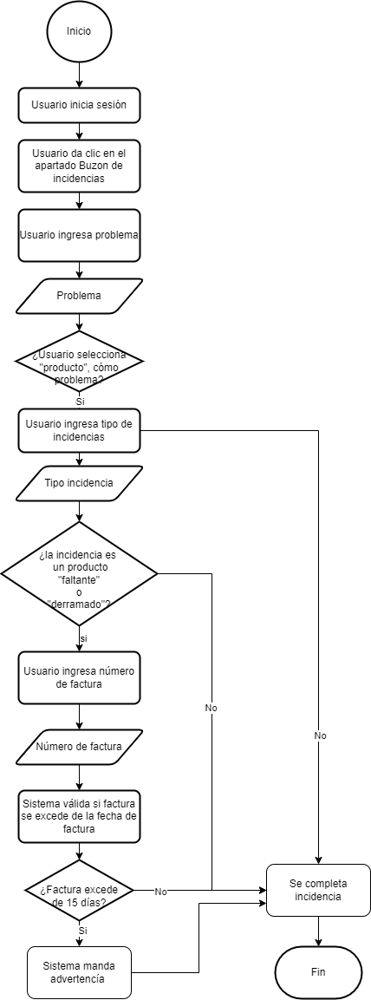 Inicio
Usuario inicia sesión
Usuario da clic en el
apartado Buzon de
incidencias
Usuario ingresa problema
Problema
¿Usuario selecciona
"producto", cómo
problema?
Si
Usuario ingresa tipo de
incidencias
Tipo incidencia
¿la incidencia es
un producto
"faltante"
o
"derramado"?
si
Usuario ingresa número
de factura
No
No
Número de factura
Sistema válida si factura
se excede de la fecha de
factura
¿Factura excede
de 15 días?
No
Se completa
incidencia
Si
Sistema manda
advertencía
Fin